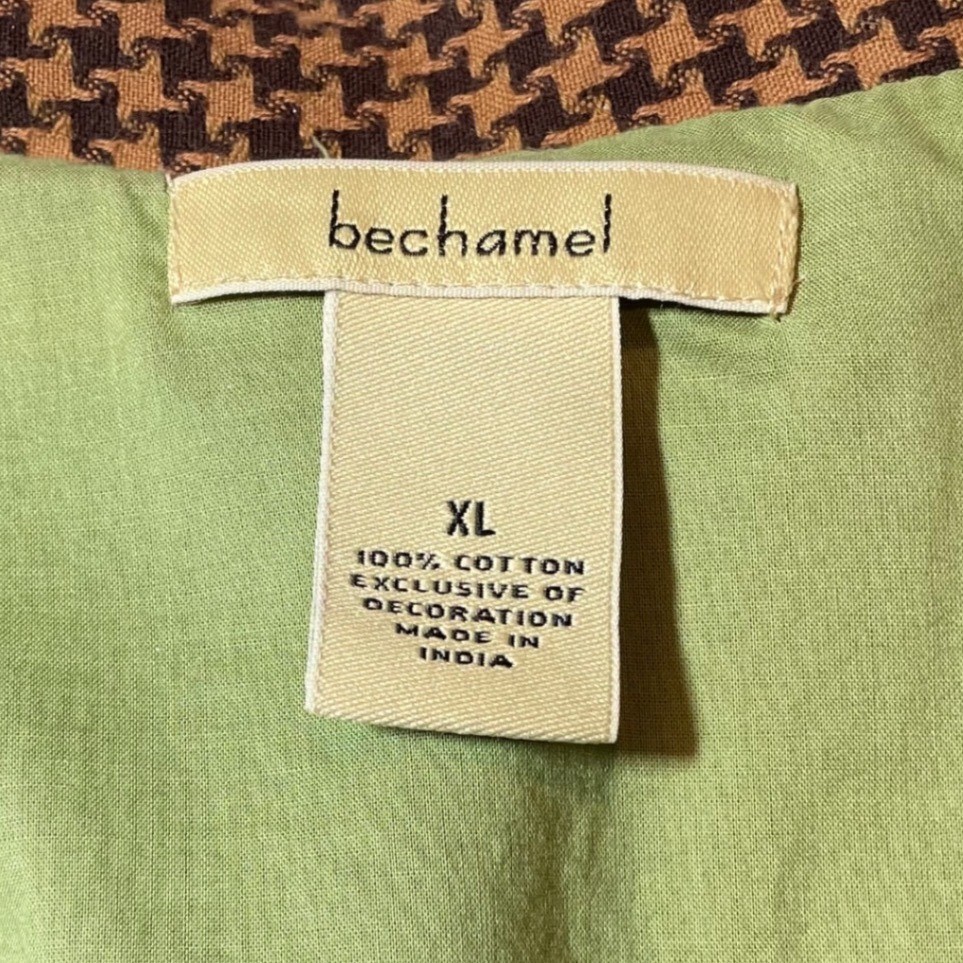 bechamel
XL
100% COTTON
EXCLUSIVE OF
DECORATION
MADE IN
INDIA